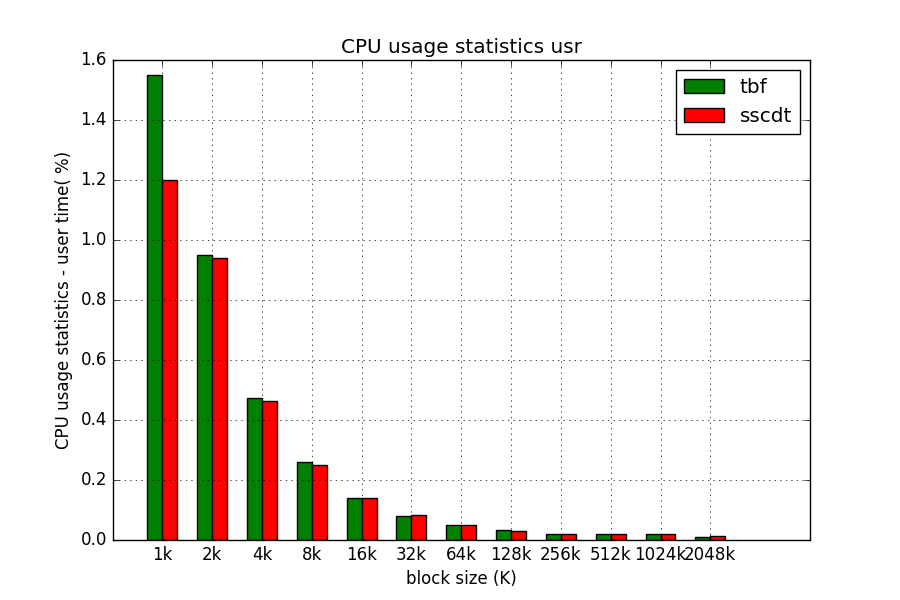 CPU usage statistics usr
1.6
1.4
1.2
1.0
0.8
0.6
0.4
0.2
0.0
CPU usage statistics - user time( %)
tbf
sscdt
1k 2k 4k 8k 16k 32k 64k 128k 256k 512k 1024k 2048k
block size (K)